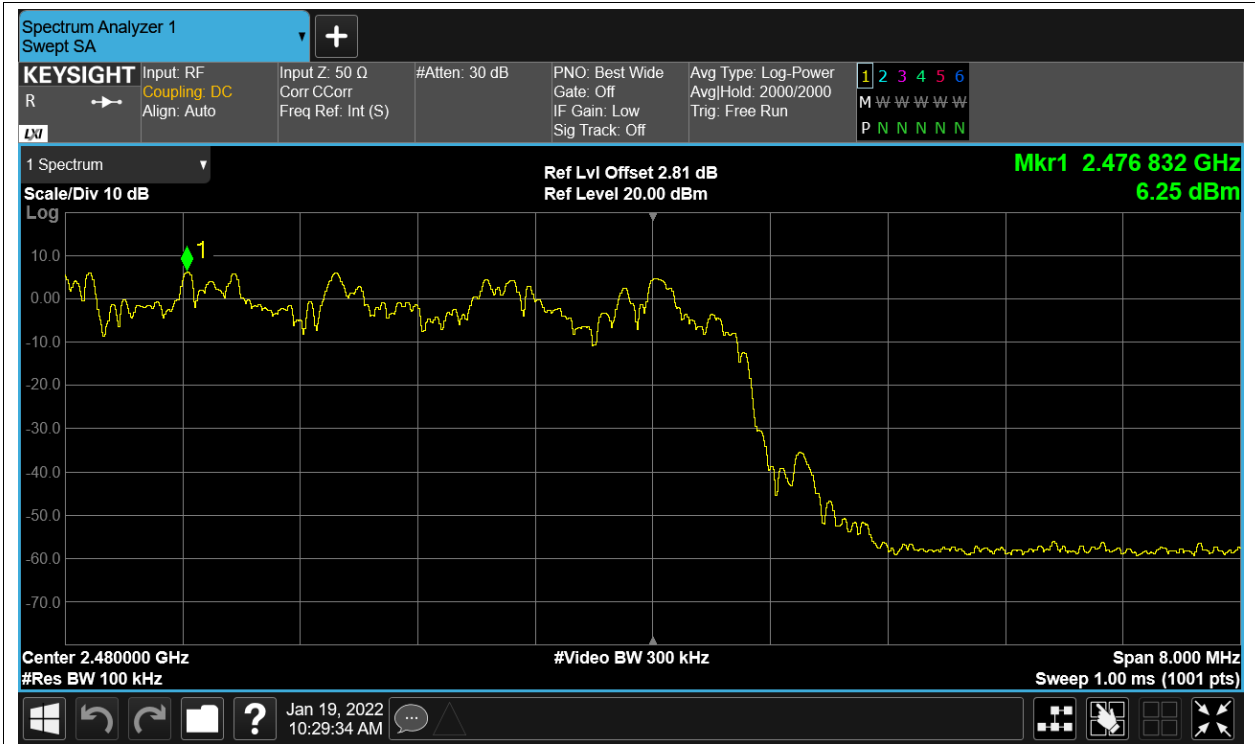 Spectrum Analyzer 1
Swept SA
KEYSIGHT
R
LXI
Input: RF
Coupling: DC
Align: Auto
Input Z: 50 Ω
Corr CCorr
Freq Ref: Int (S)
#Atten: 30 dB
PNO: Best Wide
Gate: Off
IF Gain: Low
Sig Track: Off
Avg Type: Log-Power
Avg|Hold: 2000/2000
Trig: Free Run
1 2 3 4 5 6
M W W W W W
P N N N N N
1 Spectrum
Scale/Div 10 dB
Log
Ref Lvl Offset 2.81 dB
Ref Level 20.00 dBm
Mkr1 2.476 832 GHz
6.25 dBm
1
10.0
0.00
-10.0
-20.0
-30.0
-40.0
-50.0
-60.0
-70.0
Center 2.480000 GHz
#Res BW 100 kHz
#Video BW 300 kHz
Span 8.000 MHz
Sweep 1.00 ms (1001 pts)
?
Jan 19, 2022
10:29:34 AM